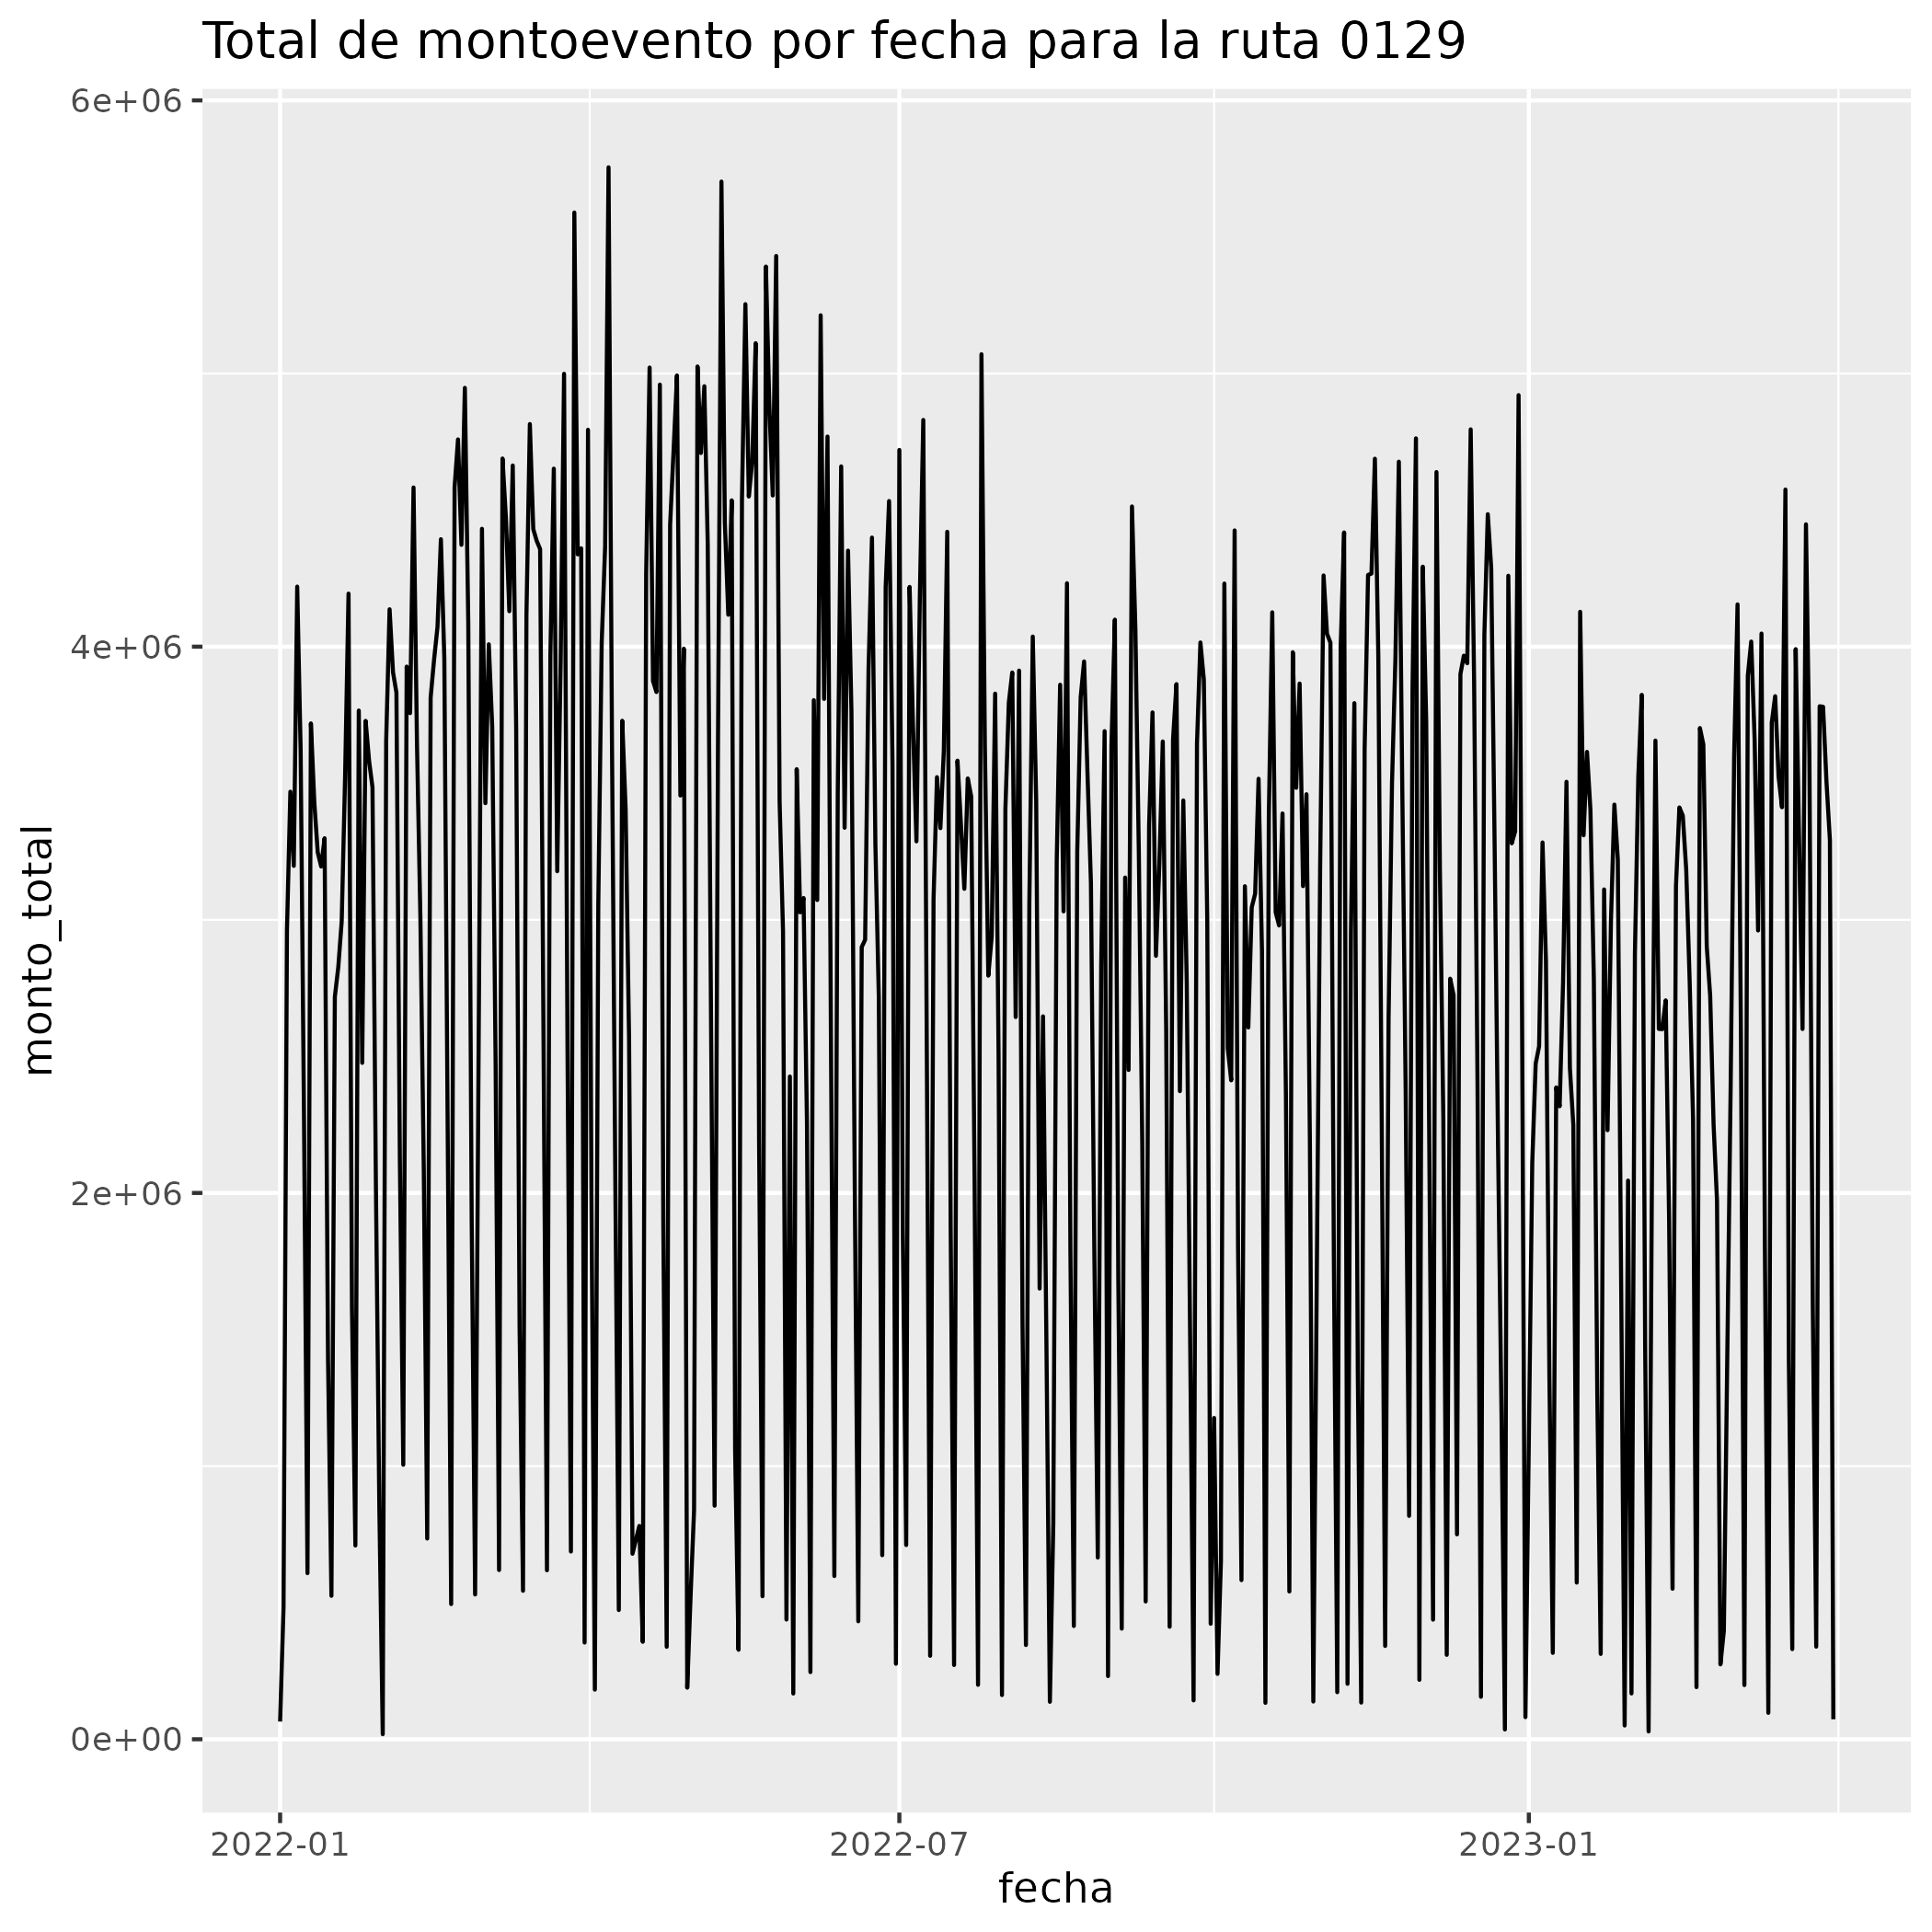 Total de montoevento por fecha para la ruta 0129
6e+06
4e+06
2e+06
0e+00
monto_total
2022-01
2022-07
2023-01
fecha